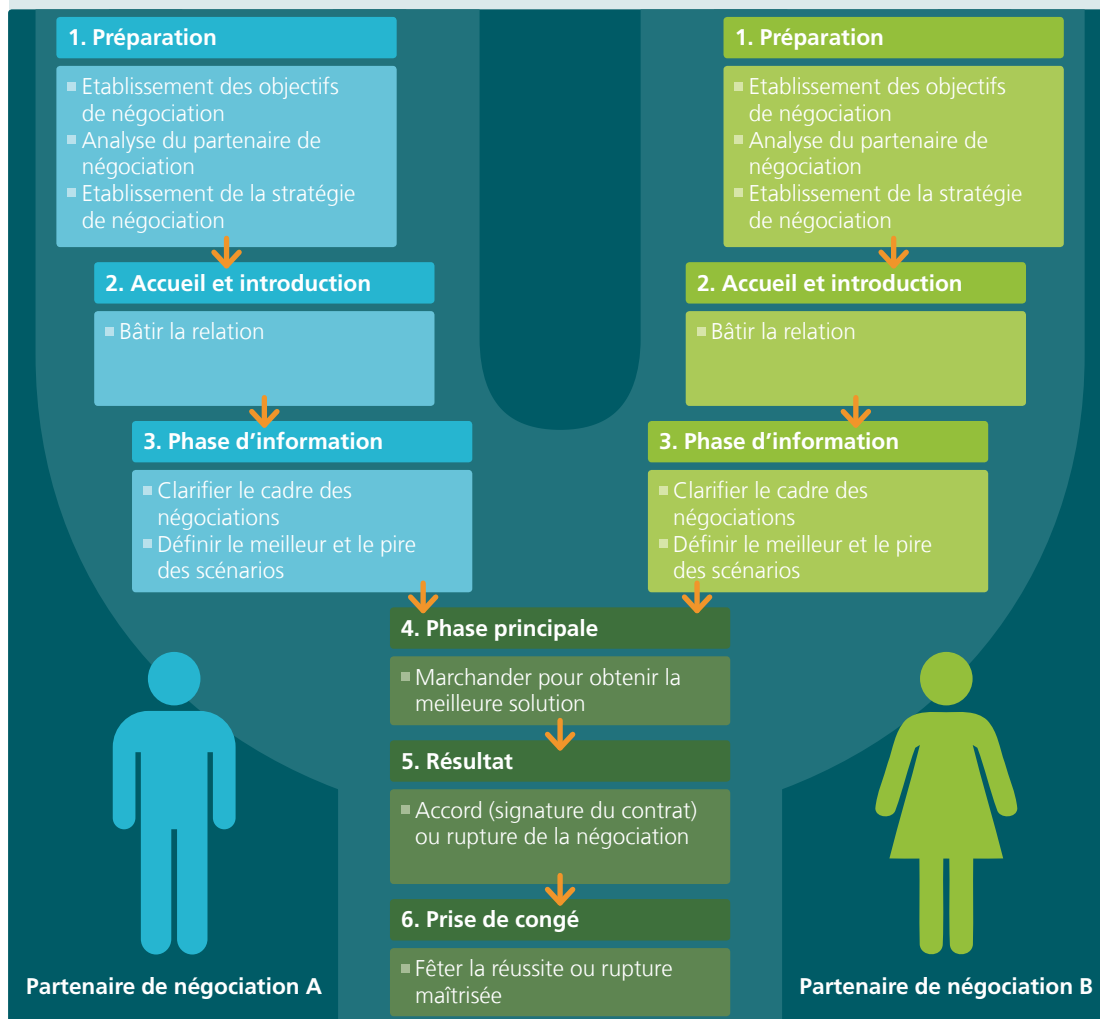 1. Préparation
Etablissement des objectifs
de négociation
Analyse du partenaire de
négociation
Etablissement de la stratégie
de négociation
2. Accueil et introduction
Bâtir la relation
3. Phase d’information
Clarifier le cadre des
négociations
Définir le meilleur et le pire
des scénarios
1. Préparation
Etablissement des objectifs
de négociation
Analyse du partenaire de
négociation
Etablissement de la stratégie
de négociation
2. Accueil et introduction
Bâtir la relation
3. Phase d’information
Clarifier le cadre des
négociations
Définir le meilleur et le pire
des scénarios
4. Phase principale
Marchander pour obtenir la
meilleure solution
5. Résultat
Accord (signature du contrat)
ou rupture de la négociation
6. Prise de congé
Fêter la réussite ou rupture
maîtrisée
Partenaire de négociation A
Partenaire de négociation B